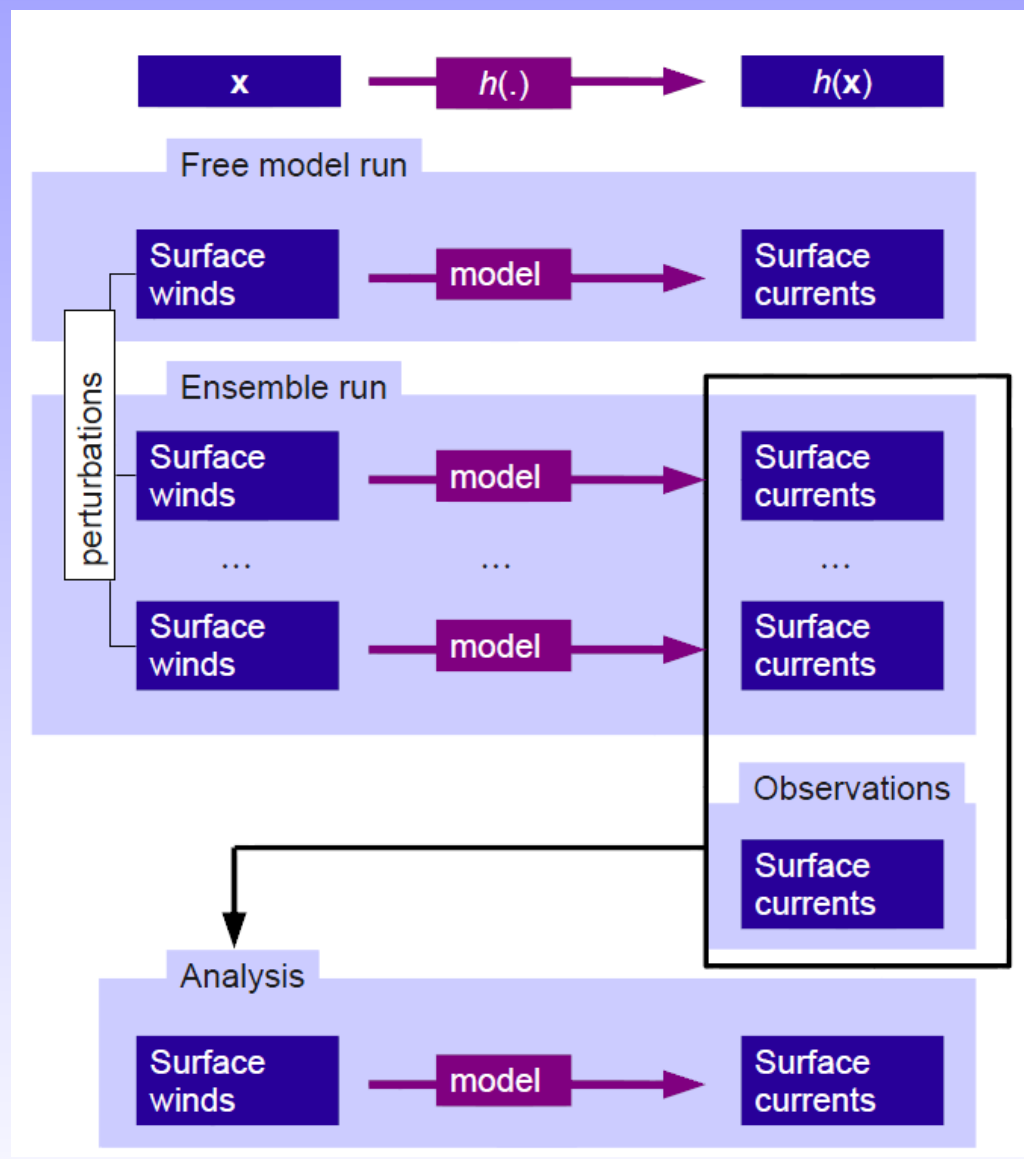 x
h(.)
h(x)
Free model run
Surface
winds
model
Surface
currents
perturbations
Ensemble run
Surface
winds
model
Surface
currents
...
...
...
Surface
winds
model
Surface
currents
Observations
Surface
currents
Analysis
Surface
winds
model
Surface
currents